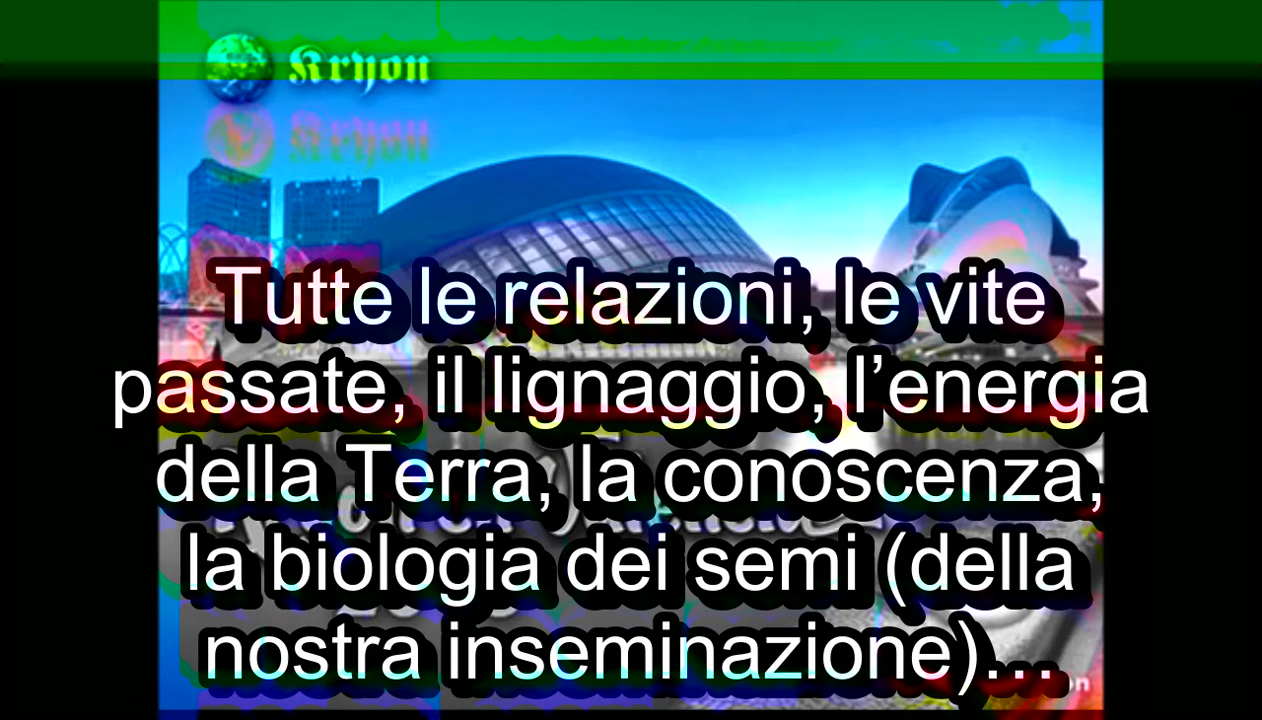 Kryon
Kryon
Tutte le relazioni, le vite
passate, il lignaggio, l’energia
della Terra, la conoscenza,
la biologia dei semi (della
nostra inseminazione)…